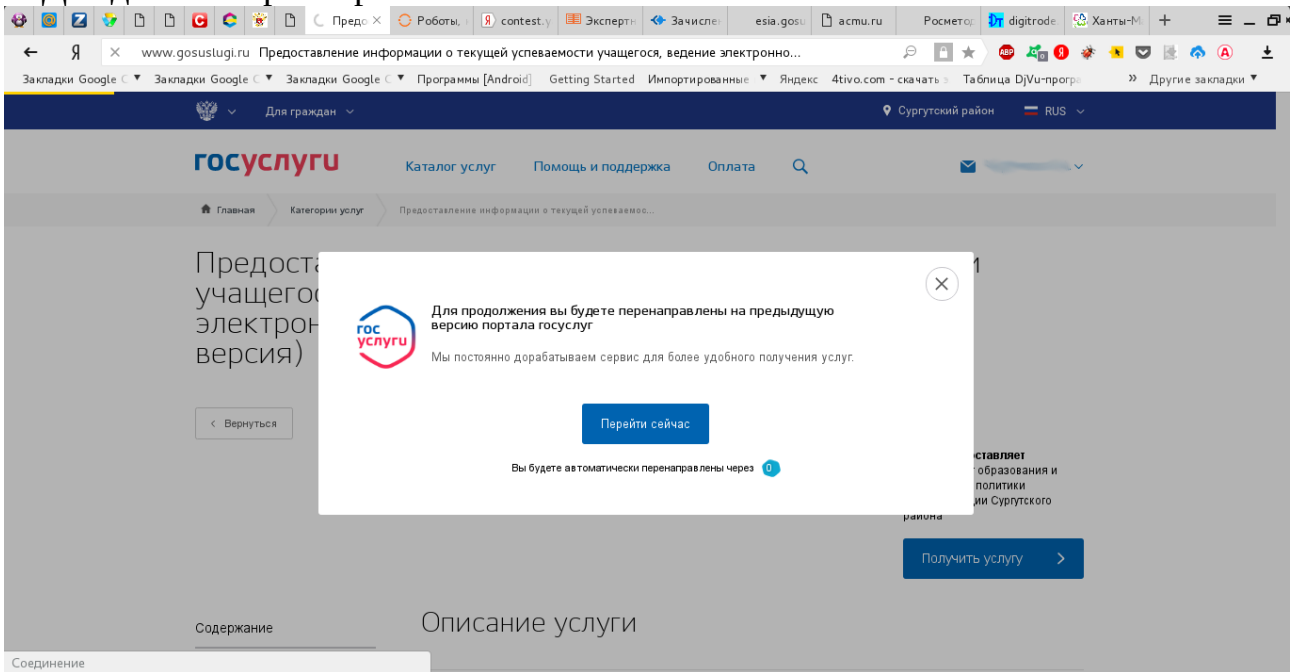 Предо
Роботы,
contest.y
Эксперт
Зачисле
esia.gosu
acmu.ru
Росмето
digitrode
Ханты-М
www.gosuslugi.ru Предоставление информации о текущей успеваемости учащегося, ведение электронно...
Закладки Google Закладки Google Закладки Google Программы [Android] Getting Started Импортированные Яндекс 4tivo.com - скачать Таблица DjVu-програ » Другие закладки
Для граждан
Сургутский район
RUS
госуслуги
Каталог услуг
Помощь и поддержка
Оплата
Главная
Категории услуг
Предоставление информации о текущей успеваемос...
Предост
учащегос
электрон
версия)
гос
услуги
Для продолжения вы будете перенаправлены на предыдущую
версию портала госуслуг
Мы постоянно дорабатываем сервис для более удобного получения услуг.
Перейти сейчас
Вы будете автоматически перенаправлены через 0
Вернуться
ставляет
образования и
политики
ии Сургутского
района
Получить услугу
Содержание
Описание услуги
Соединение